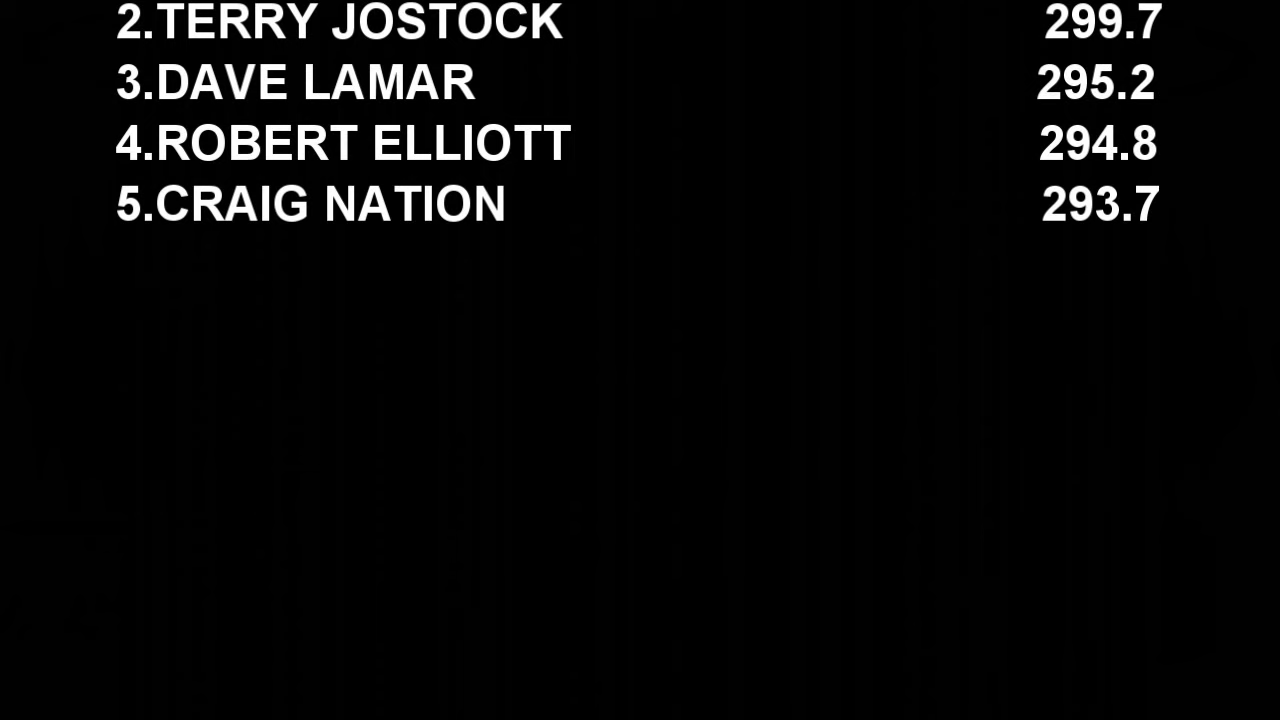 2.TERRY JOSTOCK 299.7
3.DAVE LAMAR 295.2
4.ROBERT ELLIOTT 294.8
5.CRAIG NATION 293.7